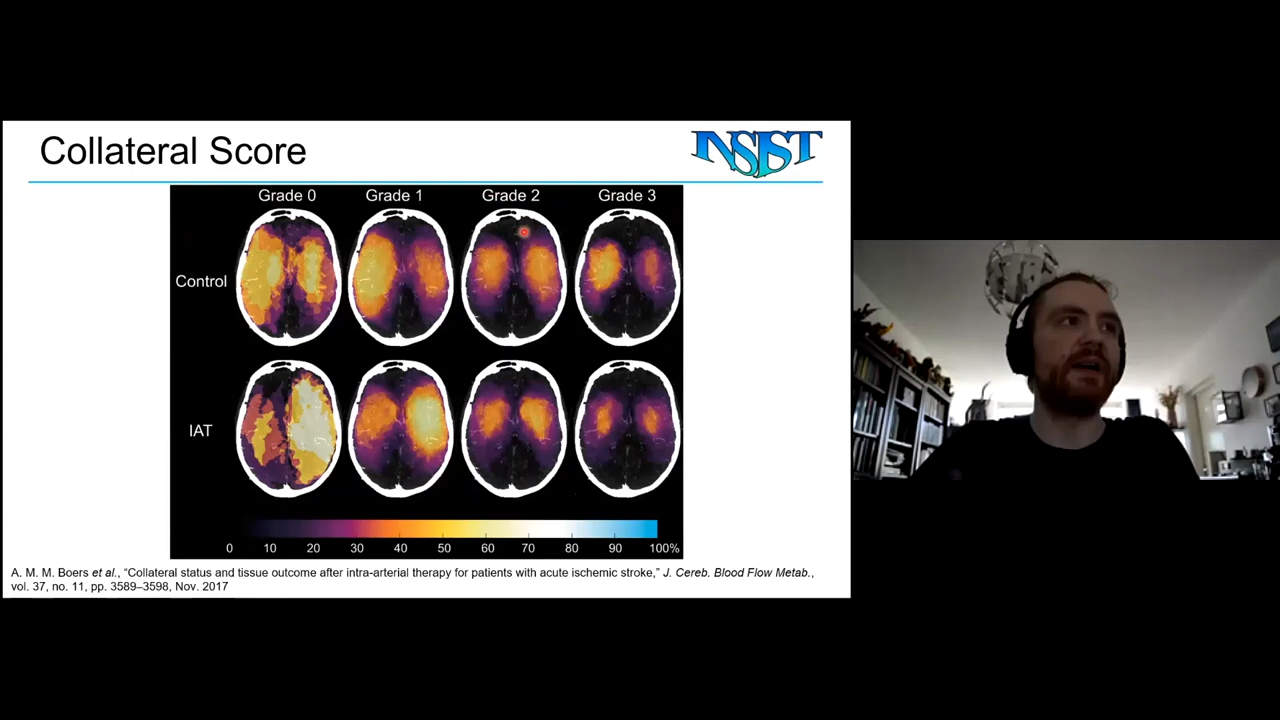 Collateral Score
INSIST
Grade 0 Grade 1 Grade 2 Grade 3
Control
IAT
0 10 20 30 40 50 60 70 80 90 100%
A. M. M. Boers et al., “Collateral status and tissue outcome after intra-arterial therapy for patients with acute ischemic stroke,” J. Cereb. Blood Flow Metab.,
vol. 37, no. 11, pp. 3589–3598, Nov. 2017